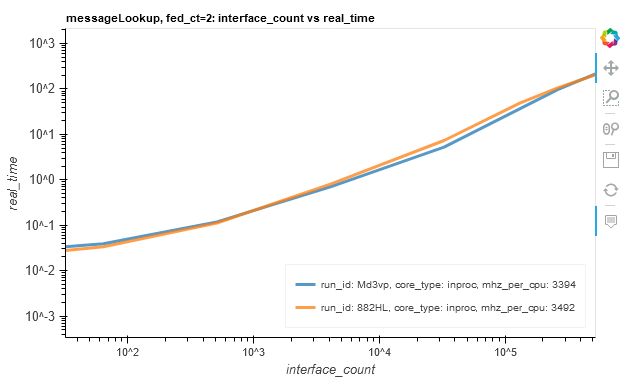 messageLookup, fed_ct=2: interface_count vs real_time
10^3
10^2
10^1
10^0
10^-1
10^-2
10^-3
real_time
run_id: Md3vp, core_type: inproc, mhz_per_cpu: 3394
run_id: 882HL, core_type: inproc, mhz_per_cpu: 3492
10^2
10^3
10^4
10^5
interface_count